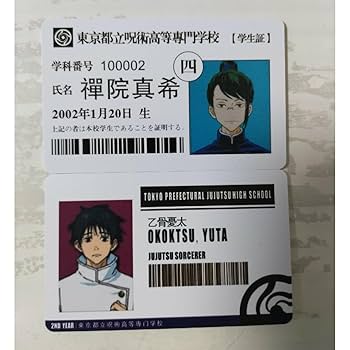 東京都立呪術高等専門学校 【学生証】
学科番号 100002
四
氏名 禪院真希
2002年1月20日 生
上記の者は本校学生であることを証明する.
TOKYO PREFECTURAL JUJUTSU HIGH SCHOOL
乙骨憂太
OKOKTSU, YUTA
JUJUTSU SORCERER
2ND YEAR 東京都立呪術高等専門学校